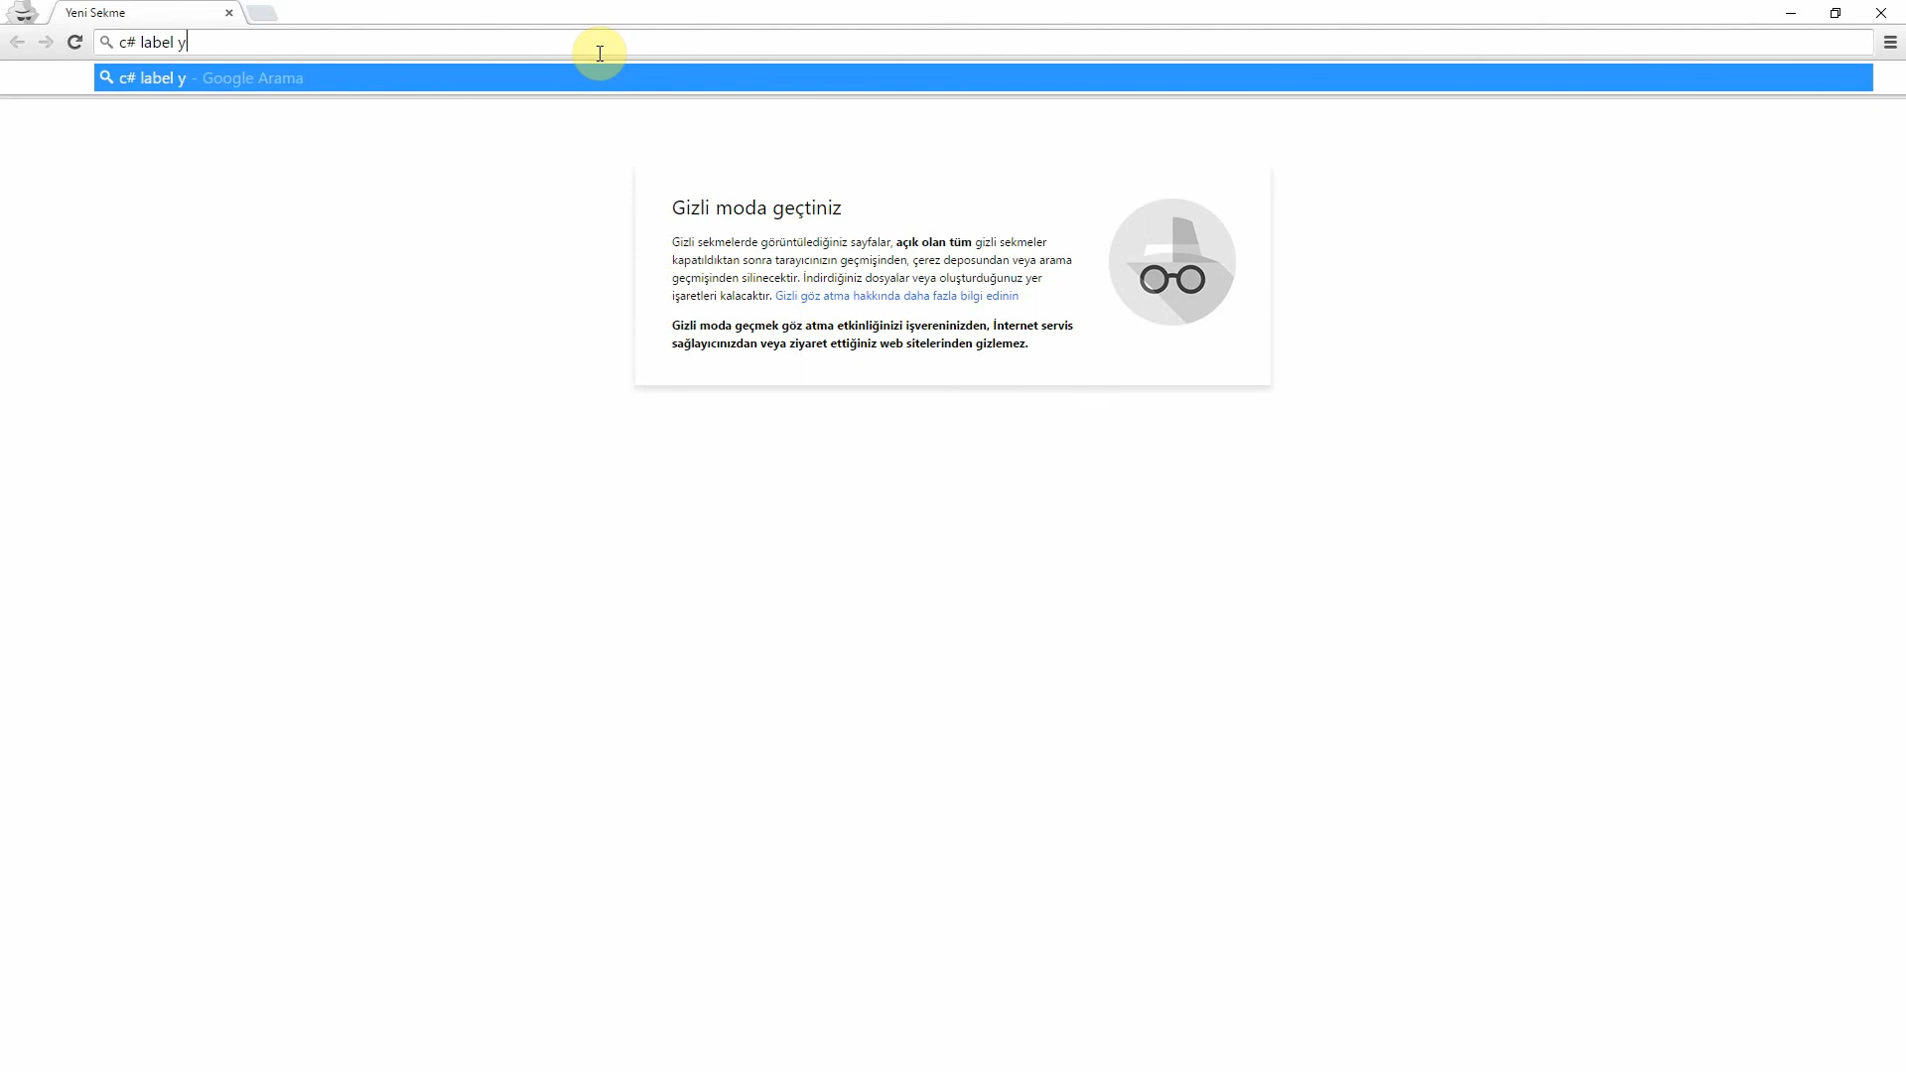 Yeni Sekme
c# label y
c# label y - Google Arama
Gizli moda geçtiniz
Gizli sekmelerde görüntülediğiniz sayfalar, açık olan tüm gizli sekmeler
kapatıldıktan sonra tarayıcınızın geçmişinden, çerez deposundan veya arama
geçmişinden silinecektir. İndirdiğiniz dosyalar veya oluşturduğunuz yer
işaretleri kalacaktır. Gizli göz atma hakkında daha fazla bilgi edinin
Gizli moda geçmek göz atma etkinliğinizi işvereninizden, İnternet servis
sağlayıcınızdan veya ziyaret ettiğiniz web sitelerinden gizlemez.